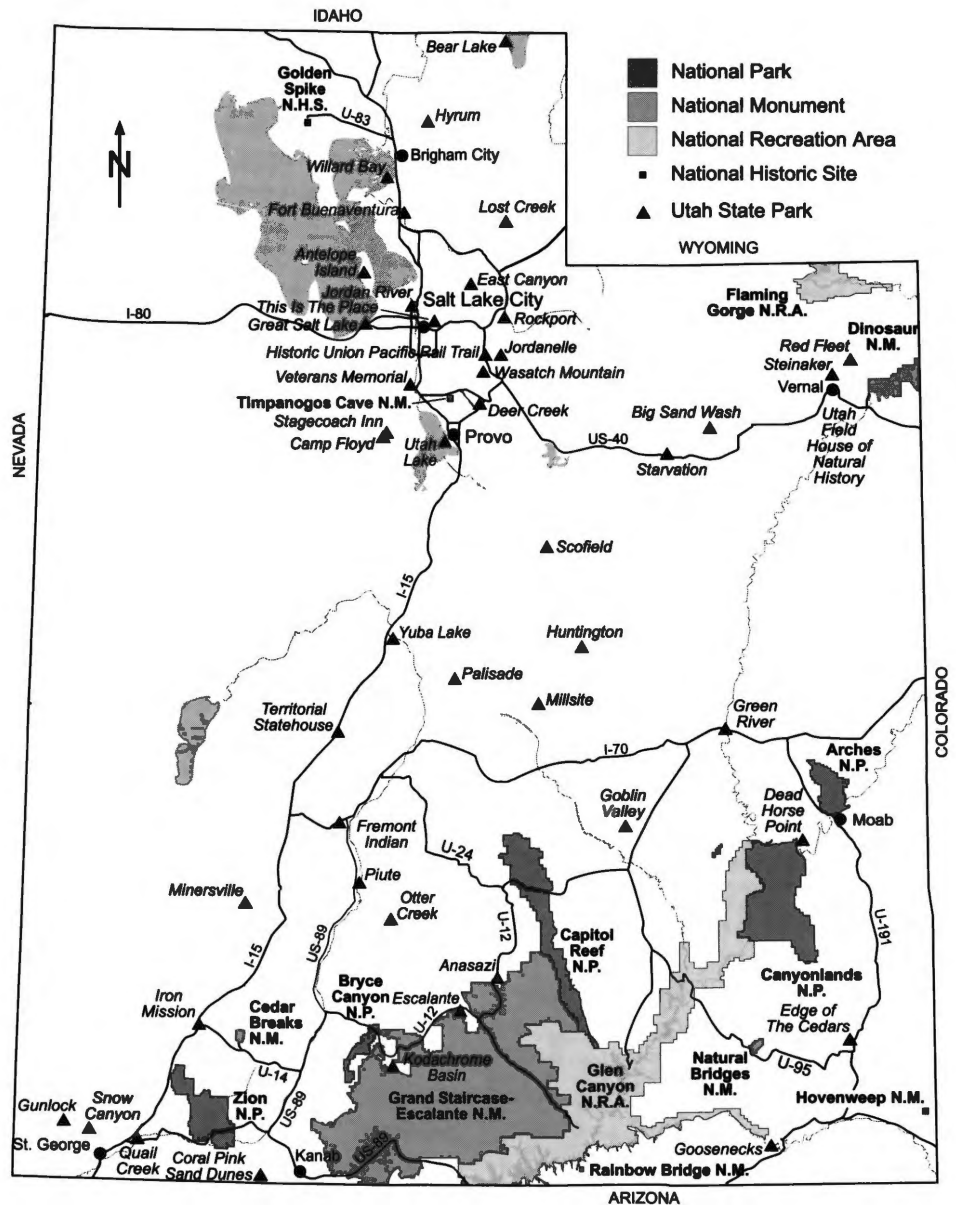 IDAHO
Bear Lake
Golden
Spike
N.H.S.
U-83
Hyrum
N
Brigham City
Willard Bay
Fort Buenaventura
Lost Creek
National Park
National Monument
National Recreation Area
National Historic Site
Utah State Park
WYOMING
Antelope
Island
East Canyon
Jordan River
Salt Lake City
This Is The Place
I-80
Great Salt Lake
Rockport
Flaming
Gorge N.R.A.
Dinosaur
N.M.
Historic Union Pacific Rail Trail
Jordanelle
Red Fleet
Steinaker
Veterans Memorial
Wasatch Mountain
Vernal
Timpanogos Cave N.M.
Deer Creek
Stagecoach Inn
Camp Floyd
Utah
Lake
Provo
Big Sand Wash
US-40
Starvation
Utah
Field
House of
Natural
History
NEVADA
Scofield
I-15
Yuba Lake
Huntington
Palisade
Millsite
Territorial
Statehouse
Green
River
COLORADO
I-70
Arches
N.P.
Goblin
Valley
Dead
Horse
Point
Moab
Fremont
Indian
U-24
Piute
Minersville
Otter
Creek
U-12
Capitol
Reef
N.P.
U-191
I-15
US-89
Anasazi
Canyonlands
N.P.
Iron
Mission
Cedar
Breaks
N.M.
Bryce
Canyon
N.P.
Escalante
U-12
Edge of
The Cedars
Kodachrome
Basin
U-14
Glen
Canyon
N.R.A.
Natural
Bridges
N.M.
U-95
Zion
N.P.
US-89
Grand Staircase-
Escalante N.M.
Hovenweep N.M.
Gunlock
Snow
Canyon
St. George
Quail
Creek
Coral Pink
Sand Dunes
Kanab
US-89
Goosenecks
Rainbow Bridge N.M.
ARIZONA